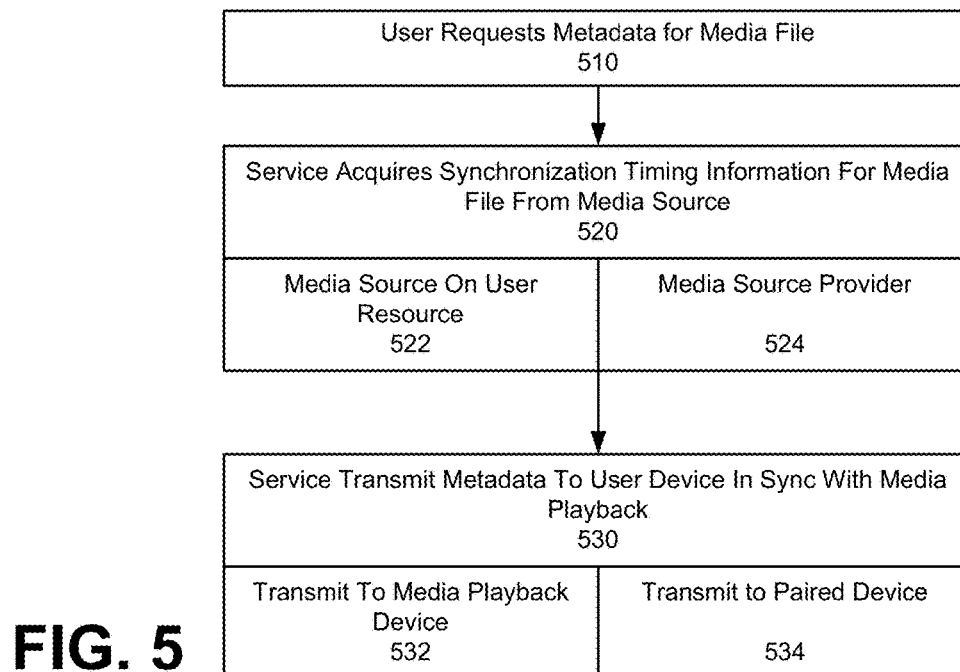 User Requests Metadata for Media File
510
Service Acquires Synchronization Timing Information For Media
File From Media Source
520
Media Source On User
Resource
522
Media Source Provider
524
Service Transmit Metadata To User Device In Sync With Media
Playback
530
Transmit To Media Playback
Device
532
Transmit to Paired Device
534
FIG. 5